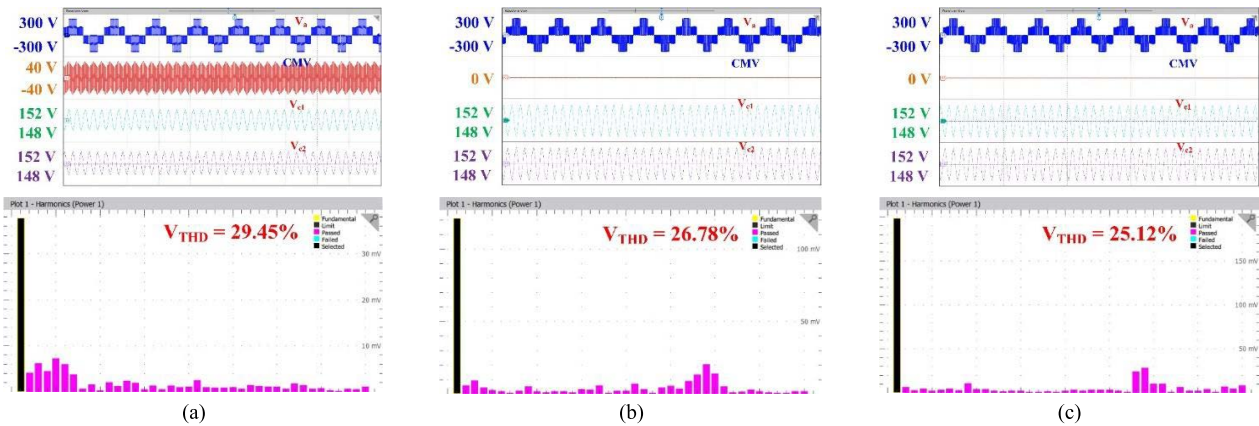 300 V
-300 V
Va
CMV
40 V
-40 V
Vc1
152 V
148 V
Vc2
152 V
148 V
Plot 1 - Harmonics (Power 1)
VTHD = 29.45%
Fundamental
Limit
Passed
Failed
Selected
30 mV
20 mV
10 mV
(a)
300 V
-300 V
Va
CMV
0 V
Vc1
152 V
148 V
Vc2
152 V
148 V
Plot 1 - Harmonics (Power 1)
VTHD = 26.78%
Fundamental
Limit
Passed
Failed
Selected
100 mV
50 mV
(b)
300 V
-300 V
Va
CMV
0 V
Vc1
152 V
148 V
Vc2
152 V
148 V
Plot 1 - Harmonics (Power 1)
VTHD = 25.12%
Fundamental
Limit
Passed
Failed
Selected
150 mV
100 mV
50 mV
(c)